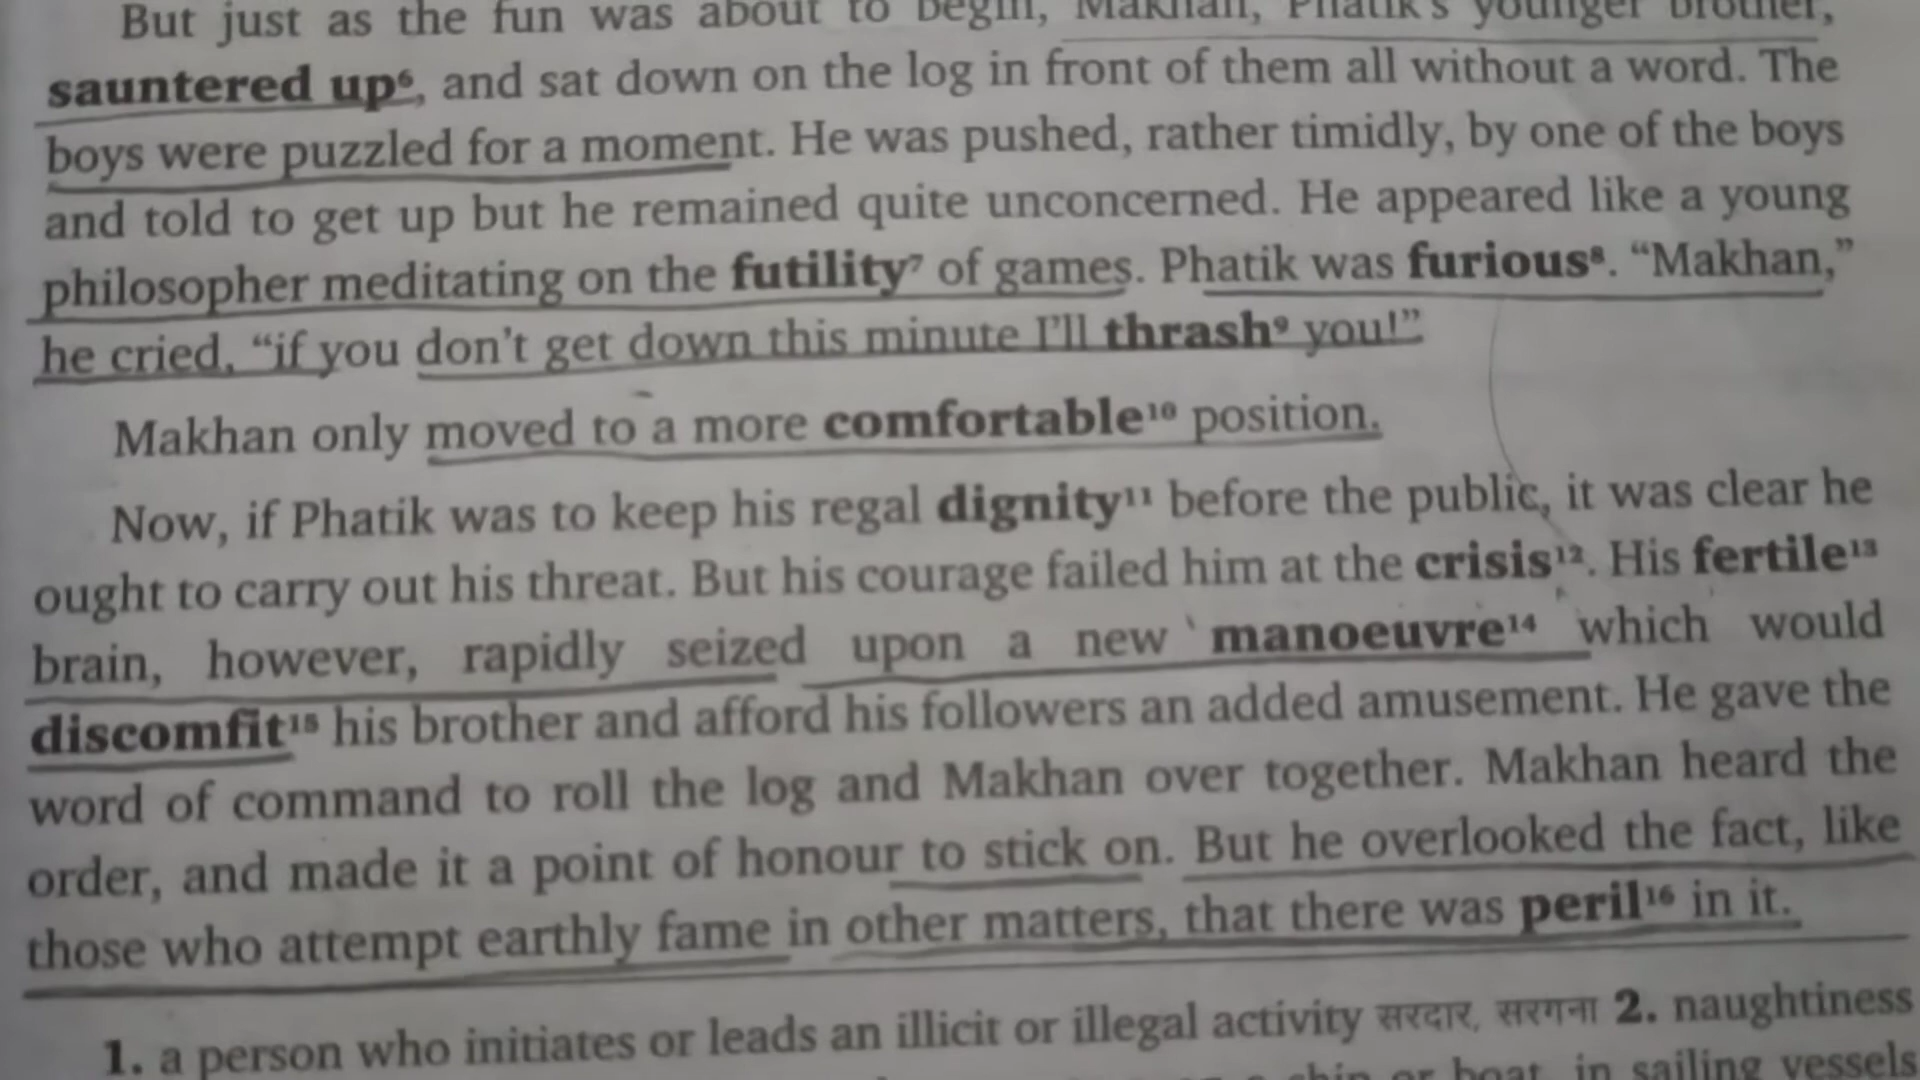 But just as the fun was about to begin, Makhan, Phatik's younger brother,
sauntered up⁶, and sat down on the log in front of them all without a word. The
boys were puzzled for a moment. He was pushed, rather timidly, by one of the boys
and told to get up but he remained quite unconcerned. He appeared like a young
philosopher meditating on the futility⁷ of games. Phatik was furious⁸. “Makhan,”
he cried, “if you don't get down this minute I'll thrash⁹ you!”
Makhan only moved to a more comfortable¹⁰ position.
Now, if Phatik was to keep his regal dignity¹¹ before the public, it was clear he
ought to carry out his threat. But his courage failed him at the crisis¹². His fertile¹³
brain, however, rapidly seized upon a new manoeuvre¹⁴ which would
discomfit¹⁵ his brother and afford his followers an added amusement. He gave the
word of command to roll the log and Makhan over together. Makhan heard the
order, and made it a point of honour to stick on. But he overlooked the fact, like
those who attempt earthly fame in other matters, that there was peril¹⁶ in it.
1. a person who initiates or leads an illicit or illegal activity सरदार, सरगना 2. naughtiness
a ship or boat, in sailing vessels